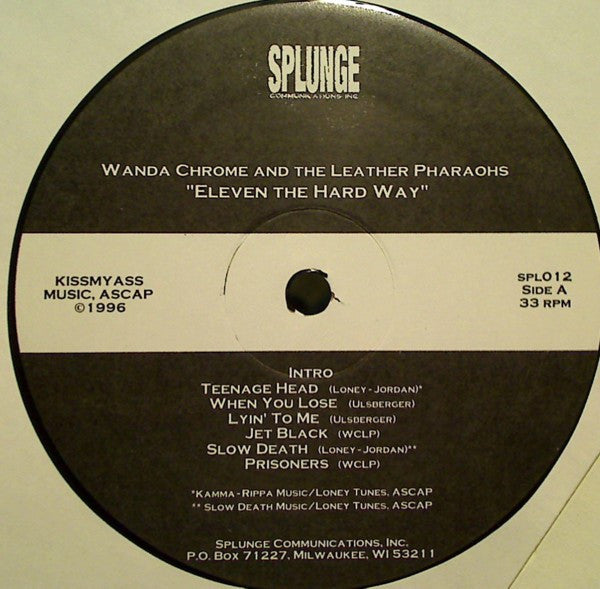 SPLUNGE
COMMUNICATIONS INC.
WANDA CHROME AND THE LEATHER PHARAOHS
"ELEVEN THE HARD WAY"
KISSMYASS
MUSIC, ASCAP
©1996
SPL012
SIDE A
33 RPM
INTRO
TEENAGE HEAD (LONEY-JORDAN)*
WHEN YOU LOSE (ULSBERGER)
LYIN' TO ME (ULSBERGER)
JET BLACK (WCLP)
SLOW DEATH (LONEY-JORDAN)**
PRISONERS (WCLP)
*KAMMA-RIPPA MUSIC/LONEY TUNES, ASCAP
** SLOW DEATH MUSIC/LONEY TUNES, ASCAP
SPLUNGE COMMUNICATIONS, INC.
P.O. BOX 71227, MILWAUKEE, WI 53211